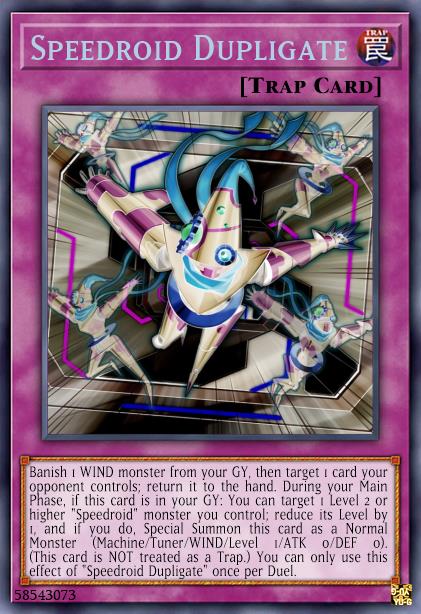 SPEEDROID DUPLIGATE
TRAP
罠
[TRAP CARD]
Banish 1 WIND monster from your GY, then target 1 card your
opponent controls; return it to the hand. During your Main
Phase, if this card is in your GY: You can target 1 Level 2 or
higher "Speedroid" monster you control; reduce its Level by
1, and if you do, Special Summon this card as a Normal
Monster (Machine/Tuner/WIND/Level 1/ATK 0/DEF 0).
(This card is NOT treated as a Trap.) You can only use this
effect of "Speedroid Dupligate" once per Duel.
58543073